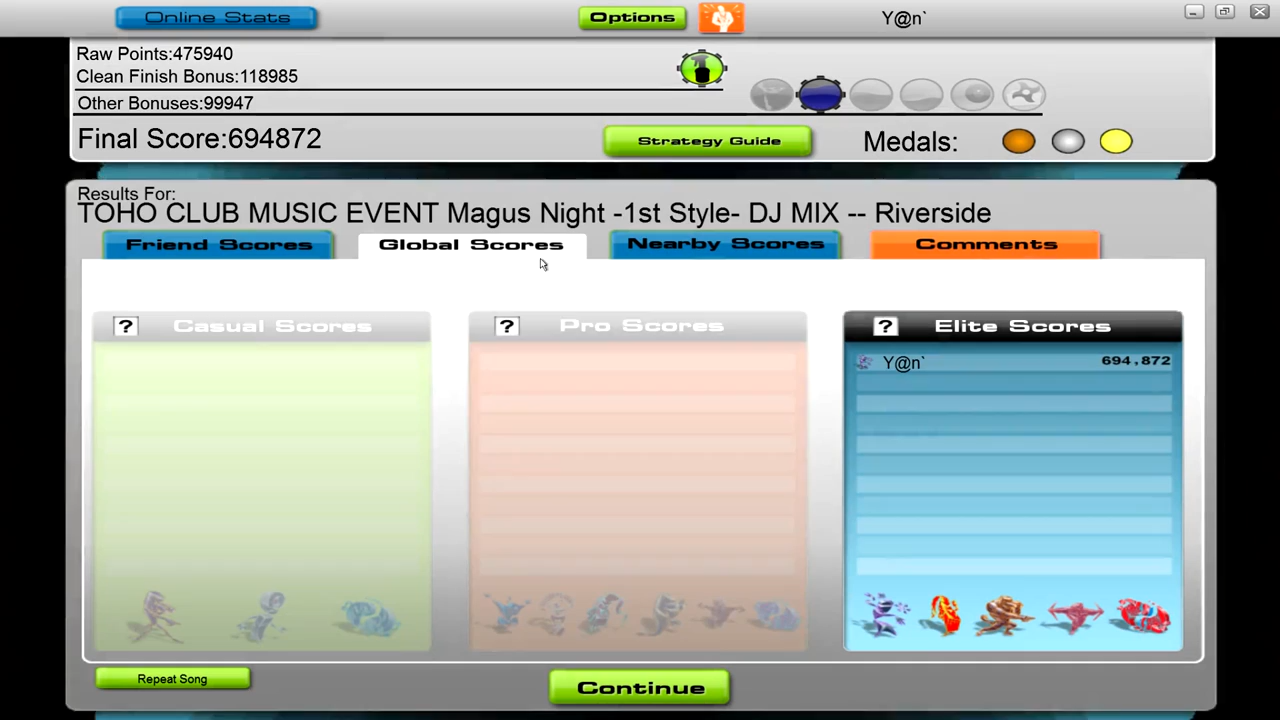 Online Stats
Options
Y@n`
Raw Points:475940
Clean Finish Bonus:118985
Other Bonuses:99947
Final Score:694872
Strategy Guide
Medals:
Results For:
TOHO CLUB MUSIC EVENT Magus Night -1st Style- DJ MIX -- Riverside
Friend Scores
Global Scores
Nearby Scores
Comments
? Casual Scores
? Pro Scores
? Elite Scores
Y@n` 694,872
Repeat Song
Continue